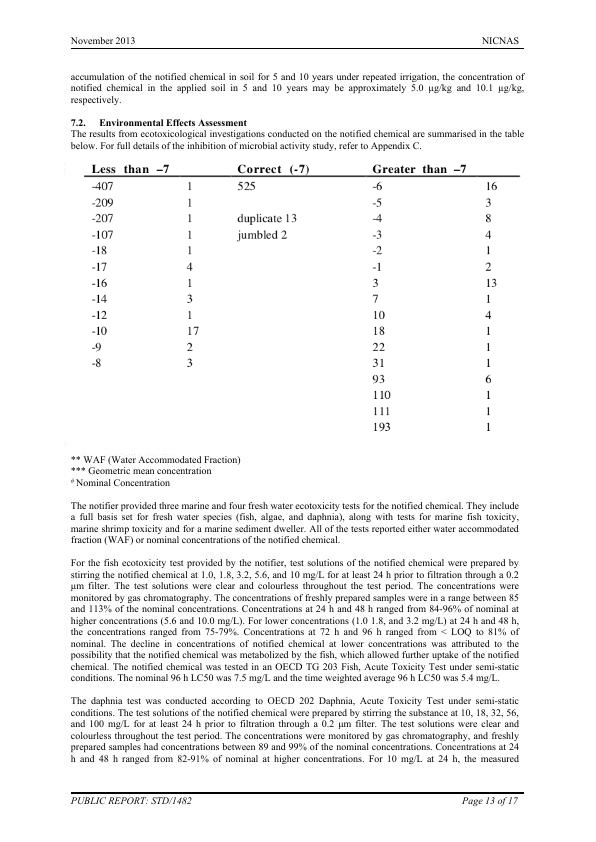 November 2013 NICNAS
accumulation of the notified chemical in soil for 5 and 10 years under repeated irrigation, the concentration of
notified chemical in the applied soil in 5 and 10 years may be approximately 5.0 µg/kg and 10.1 µg/kg,
respectively.
7.2. Environmental Effects Assessment
The results from ecotoxicological investigations conducted on the notified chemical are summarised in the table
below. For full details of the inhibition of microbial activity study, refer to Appendix C.
Less than –7 Correct (-7) Greater than –7
-407 1 525 -6 16
-209 1 -5 3
-207 1 duplicate 13 -4 8
-107 1 jumbled 2 -3 4
-18 1 -2 1
-17 4 -1 2
-16 1 3 13
-14 3 7 1
-12 1 10 4
-10 17 18 1
-9 2 22 1
-8 3 31 1
93 6
110 1
111 1
193 1
** WAF (Water Accommodated Fraction)
*** Geometric mean concentration
# Nominal Concentration
The notifier provided three marine and four fresh water ecotoxicity tests for the notified chemical. They include
a full basis set for fresh water species (fish, algae, and daphnia), along with tests for marine fish toxicity,
marine shrimp toxicity and for a marine sediment dweller. All of the tests reported either water accommodated
fraction (WAF) or nominal concentrations of the notified chemical.
For the fish ecotoxicity test provided by the notifier, test solutions of the notified chemical were prepared by
stirring the notified chemical at 1.0, 1.8, 3.2, 5.6, and 10 mg/L for at least 24 h prior to filtration through a 0.2
µm filter. The test solutions were clear and colourless throughout the test period. The concentrations were
monitored by gas chromatography. The concentrations of freshly prepared samples were in a range between 85
and 113% of the nominal concentrations. Concentrations at 24 h and 48 h ranged from 84-96% of nominal at
higher concentrations (5.6 and 10.0 mg/L). For lower concentrations (1.0 1.8, and 3.2 mg/L) at 24 h and 48 h,
the concentrations ranged from 75-79%. Concentrations at 72 h and 96 h ranged from < LOQ to 81% of
nominal. The decline in concentrations of notified chemical at lower concentrations was attributed to the
possibility that the notified chemical was metabolized by the fish, which allowed further uptake of the notified
chemical. The notified chemical was tested in an OECD TG 203 Fish, Acute Toxicity Test under semi-static
conditions. The nominal 96 h LC50 was 7.5 mg/L and the time weighted average 96 h LC50 was 5.4 mg/L.
The daphnia test was conducted according to OECD 202 Daphnia, Acute Toxicity Test under semi-static
conditions. The test solutions of the notified chemical were prepared by stirring the substance at 10, 18, 32, 56,
and 100 mg/L for at least 24 h prior to filtration through a 0.2 µm filter. The test solutions were clear and
colourless throughout the test period. The concentrations were monitored by gas chromatography, and freshly
prepared samples had concentrations between 89 and 99% of the nominal concentrations. Concentrations at 24
h and 48 h ranged from 82-91% of nominal at higher concentrations. For 10 mg/L at 24 h, the measured
PUBLIC REPORT: STD/1482 Page 13 of 17